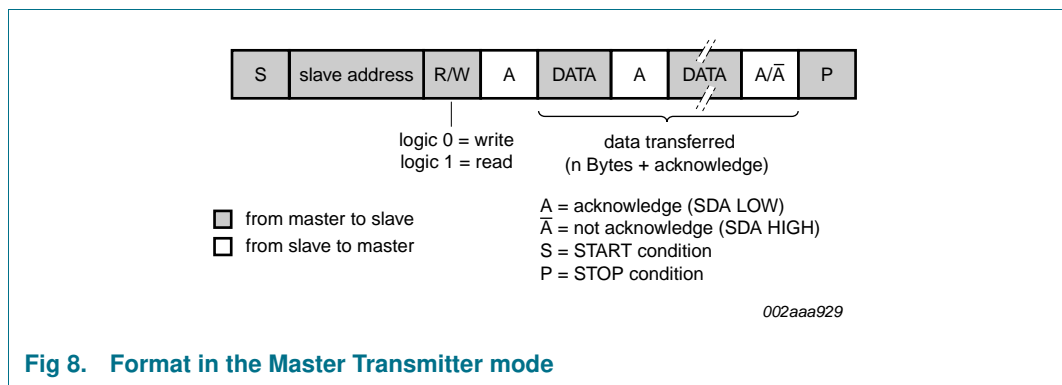 S slave address R/W A DATA A DATA A/A̅ P
logic 0 = write
logic 1 = read
data transferred
(n Bytes + acknowledge)
from master to slave
from slave to master
A = acknowledge (SDA LOW)
A̅ = not acknowledge (SDA HIGH)
S = START condition
P = STOP condition
002aaa929
Fig 8. Format in the Master Transmitter mode